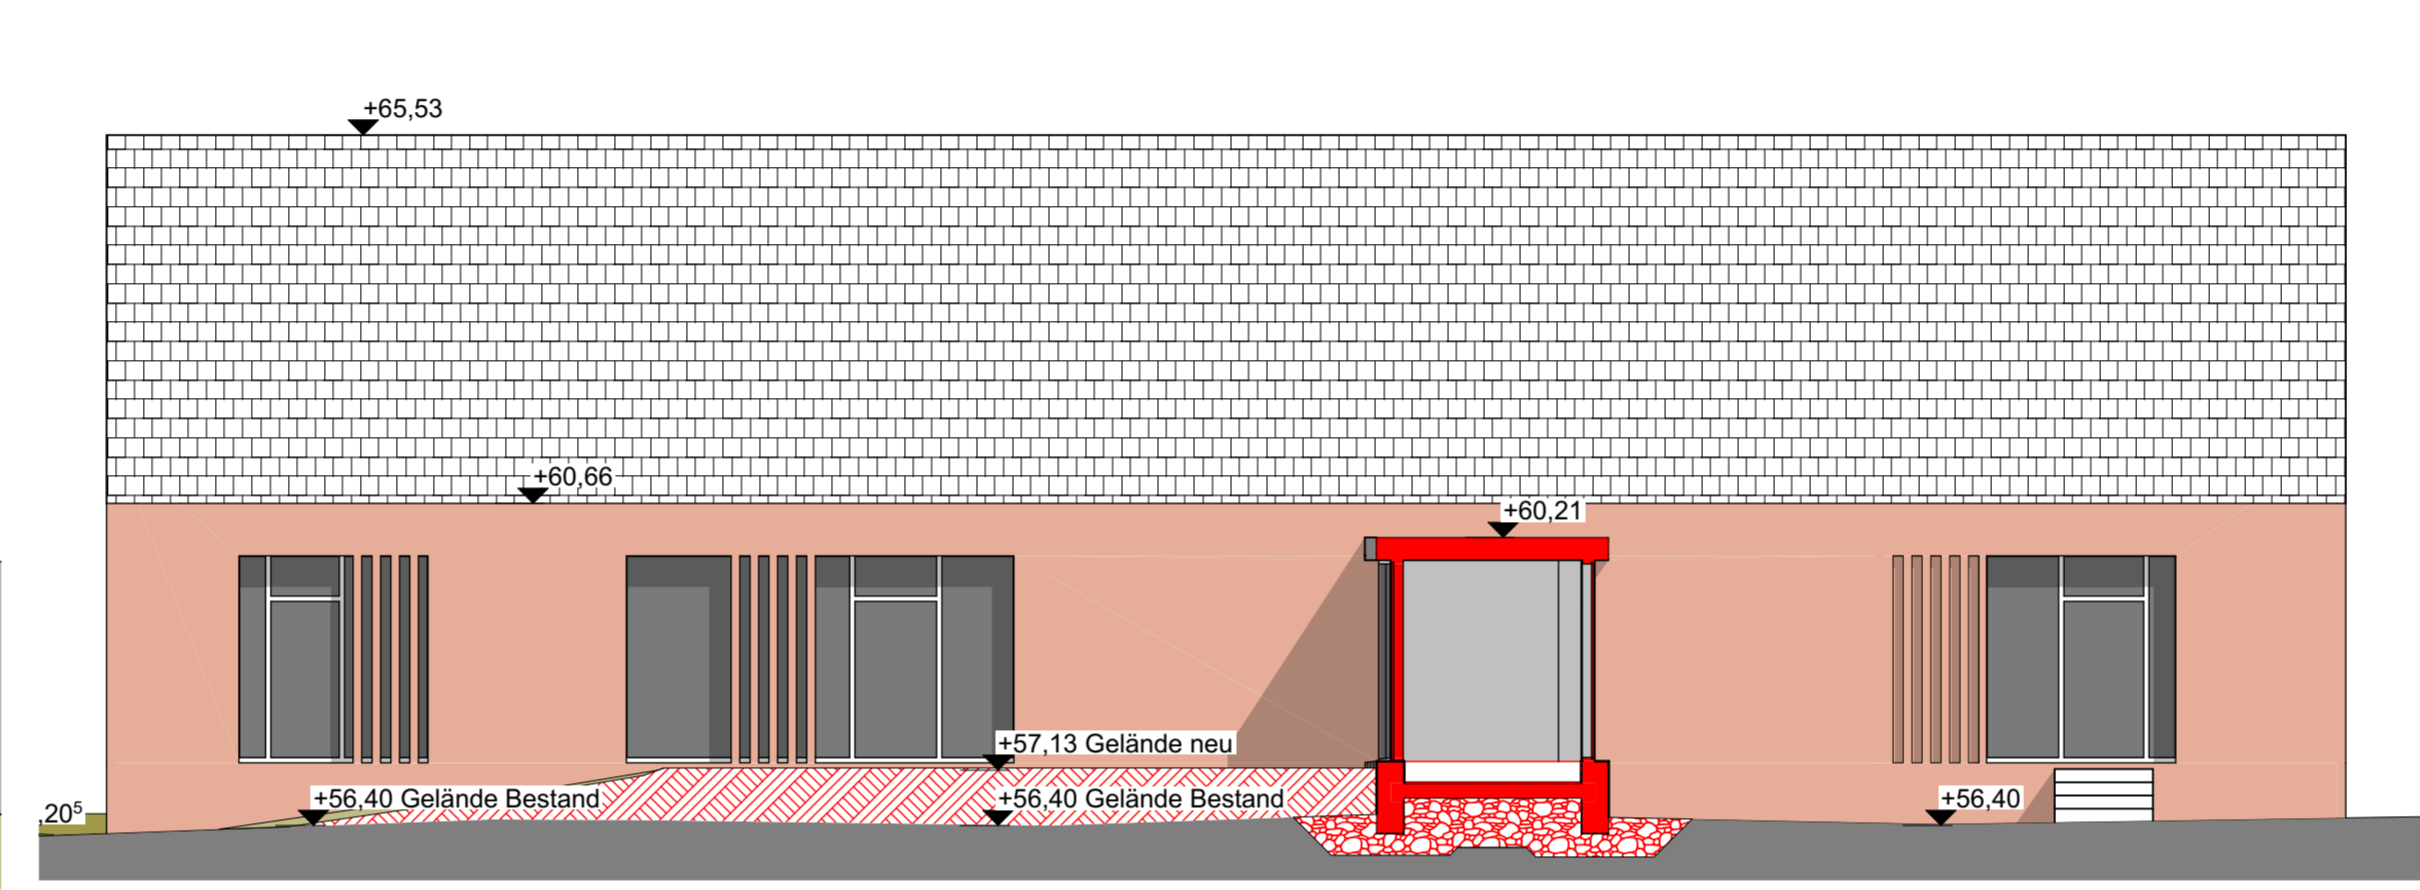 +65,53
+60,66
+60,21
+57,13 Gelände neu
+56,40 Gelände Bestand
+56,40 Gelände Bestand
+56,40
,20⁵